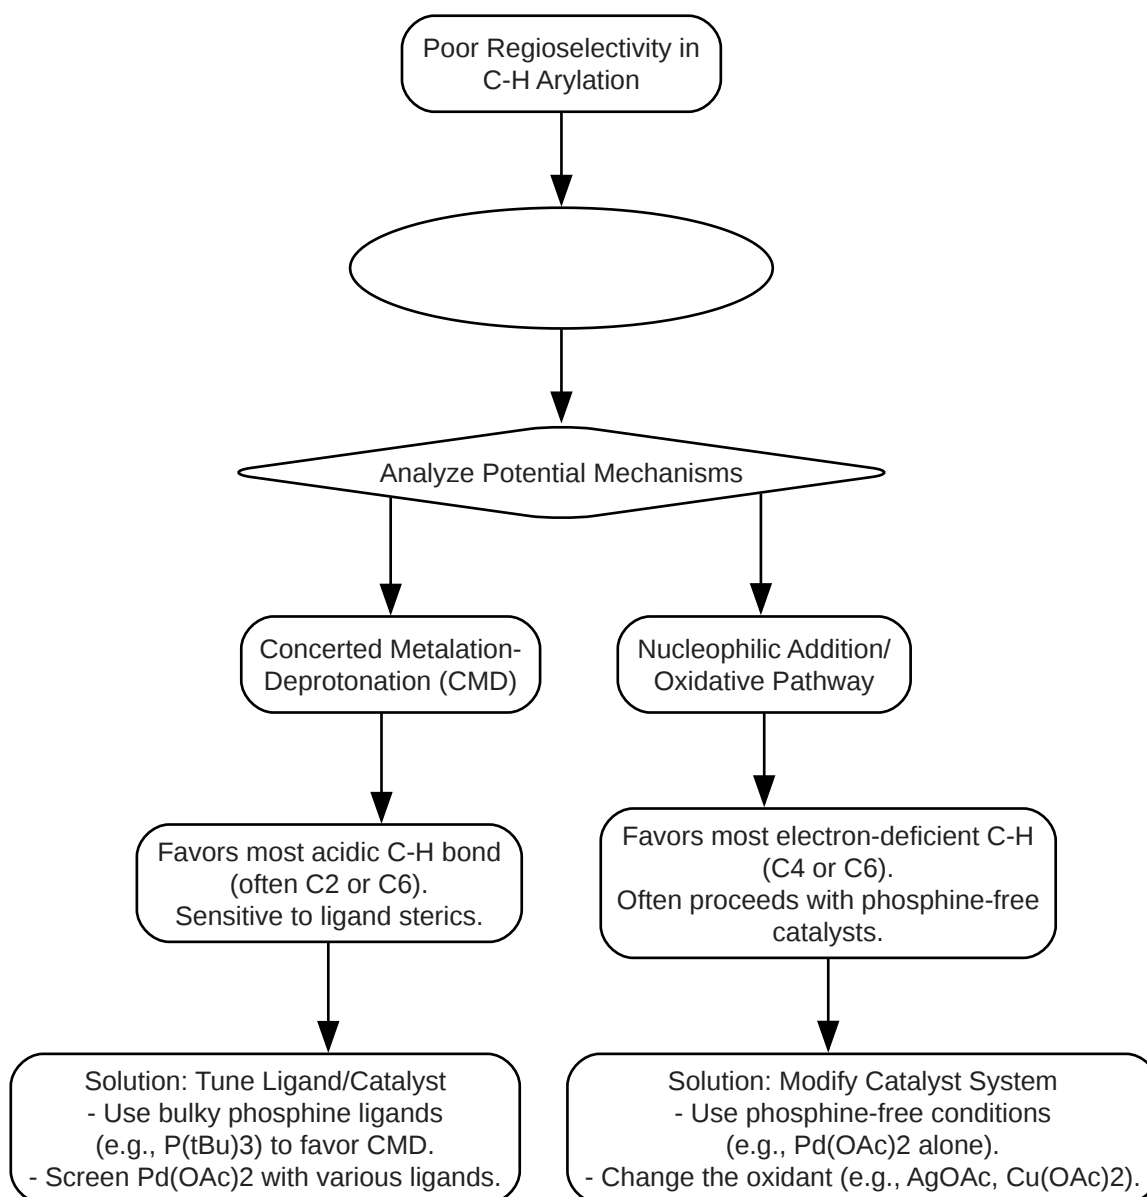 Poor Regioselectivity in
C-H Arylation
Analyze Potential Mechanisms
Concerted Metalation-
Deprotonation (CMD)
Nucleophilic Addition/
Oxidative Pathway
Favors most acidic C-H bond
(often C2 or C6).
Sensitive to ligand sterics.
Favors most electron-deficient C-H
(C4 or C6).
Often proceeds with phosphine-free
catalysts.
Solution: Tune Ligand/Catalyst
- Use bulky phosphine ligands
(e.g., P(tBu)3) to favor CMD.
- Screen Pd(OAc)2 with various ligands.
Solution: Modify Catalyst System
- Use phosphine-free conditions
(e.g., Pd(OAc)2 alone).
- Change the oxidant (e.g., AgOAc, Cu(OAc)2).